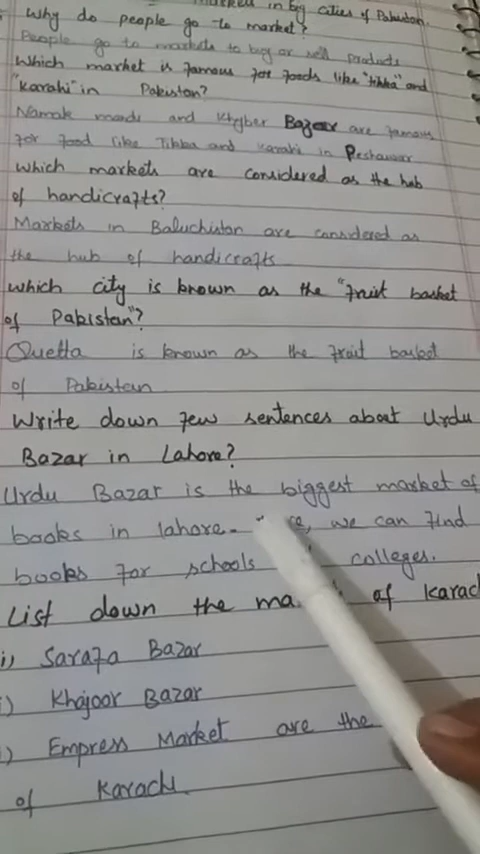 in big cities of Pakistan.
Why do people go to market?
People go to markets to buy or sell products
Which market is famous for foods like "tikka" and
"Karahi" in Pakistan?
Namak mandi and Khyber Bazar are famous
for food like Tikka and Karahi in Peshawar
Which markets are considered as the hub
of handicrafts?
Markets in Baluchistan are considered as
the hub of handicrafts
Which city is known as the "Fruit basket
of Pakistan"?
Quetta is known as the fruit basket
of Pakistan
Write down few sentences about Urdu
Bazar in Lahore?
Urdu Bazar is the biggest market of
books in lahore. we can find
books for schools colleges.
List down the of Karac
i) Sarafa Bazar
i) Khajoor Bazar
i) Empress Market are the
of Karachi